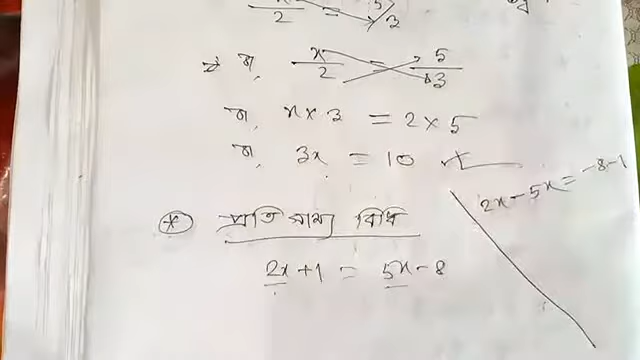 x/2 = 5/3
বা, x/2 = 5/3
বা, x × 3 = 2 × 5
বা, 3x = 10
* প্রতিসাম্য বিধি
2x + 1 = 5x - 8
2x - 5x = -8-1